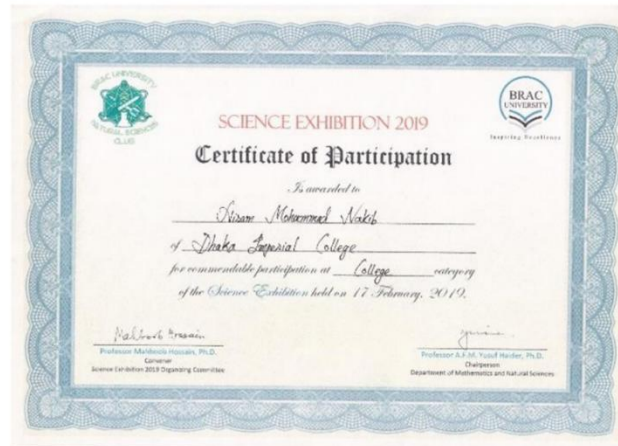 BRAC UNIVERSITY
NATURAL SCIENCES
CLUB
BRAC
UNIVERSITY
Inspiring Excellence
SCIENCE EXHIBITION 2019
Certificate of Participation
Is awarded to
Mohammad Nakib
of Dhaka Imperial College
for commendable participation at College category
of the Science Exhibition held on 17 February, 2019.
Professor Mahboob Hossain, Ph.D.
Convener
Science Exhibition 2019 Organizing Committee
Professor A.F.M. Yusuf Haider, Ph.D.
Chairperson
Department of Mathematics and Natural Sciences